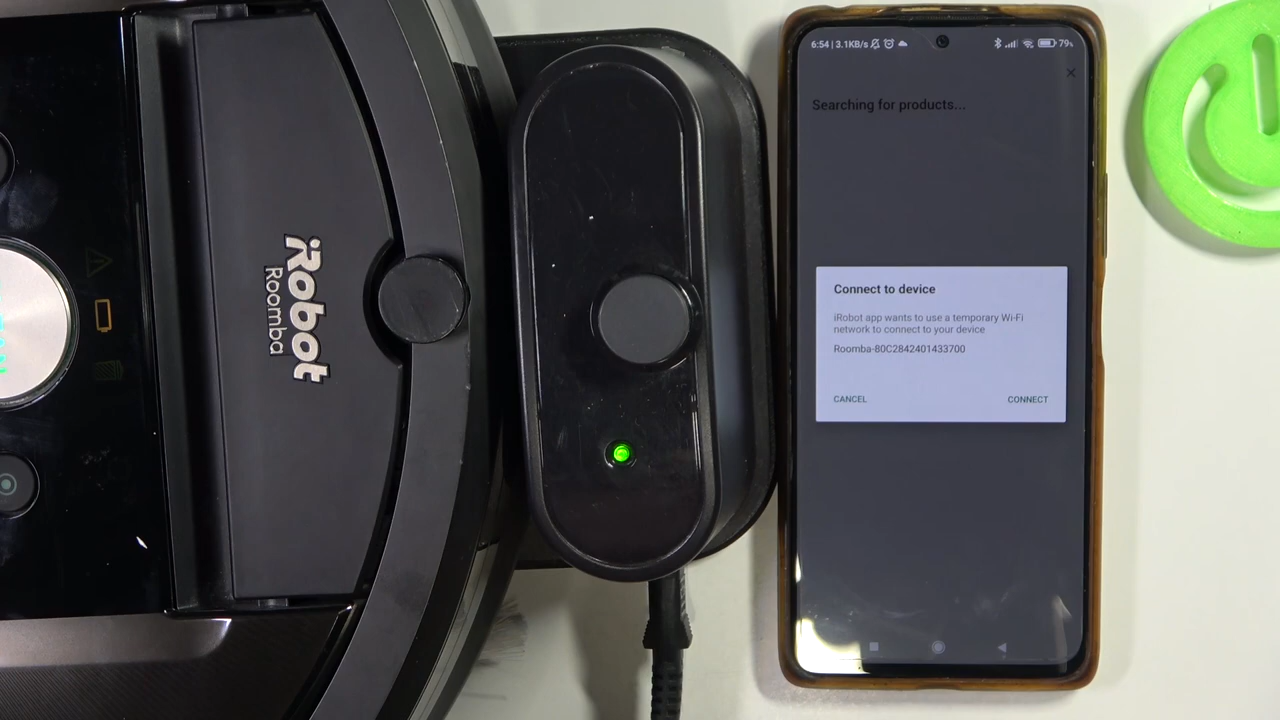 iRobot
Roomba
6:54 | 3.1KB/s
79%
Searching for products...
Connect to device
iRobot app wants to use a temporary Wi-Fi
network to connect to your device
Roomba-80C2842401433700
CANCEL
CONNECT